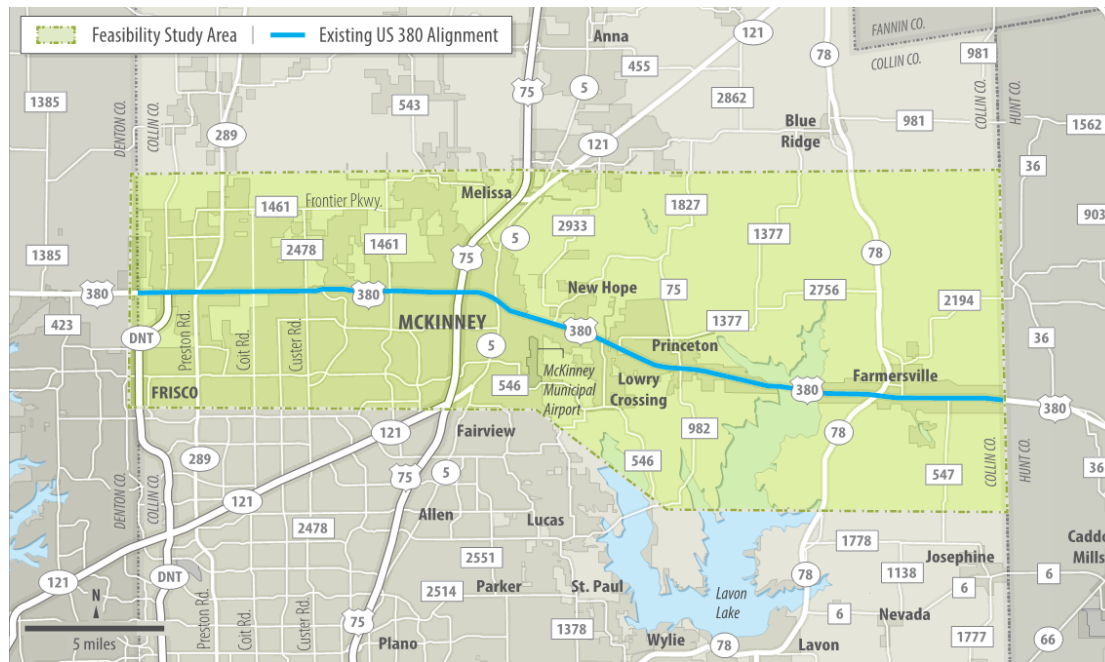 Feasibility Study Area | Existing US 380 Alignment
Anna
121
78
FANNIN CO.
COLLIN CO.
981
455
75
5
1385
543
2862
DENTON CO.
COLLIN CO.
289
121
Blue
Ridge
981
COLLIN CO.
HUNT CO.
1562
36
Melissa
1461
Frontier Pkwy.
1827
903
2933
5
1377
2478
1461
75
78
1385
380
380
New Hope
75
2756
2194
423
DNT
Preston Rd.
Coit Rd.
Custer Rd.
MCKINNEY
380
1377
36
5
Princeton
McKinney
Municipal
Airport
546
Lowry
Crossing
380
Farmersville
FRISCO
380
121
Fairview
982
78
289
75
5
546
547
COLLIN CO.
HUNT CO.
36
DENTON CO.
COLLIN CO.
121
Allen
Lucas
2478
1778
Josephine
Caddo
Mills
2551
121
DNT
2514
Parker
St. Paul
Lavon
Lake
78
1138
6
6
N
5 miles
Preston Rd.
Coit Rd.
Custer Rd.
75
1378
6
Nevada
Plano
Wylie
78
Lavon
1777
66